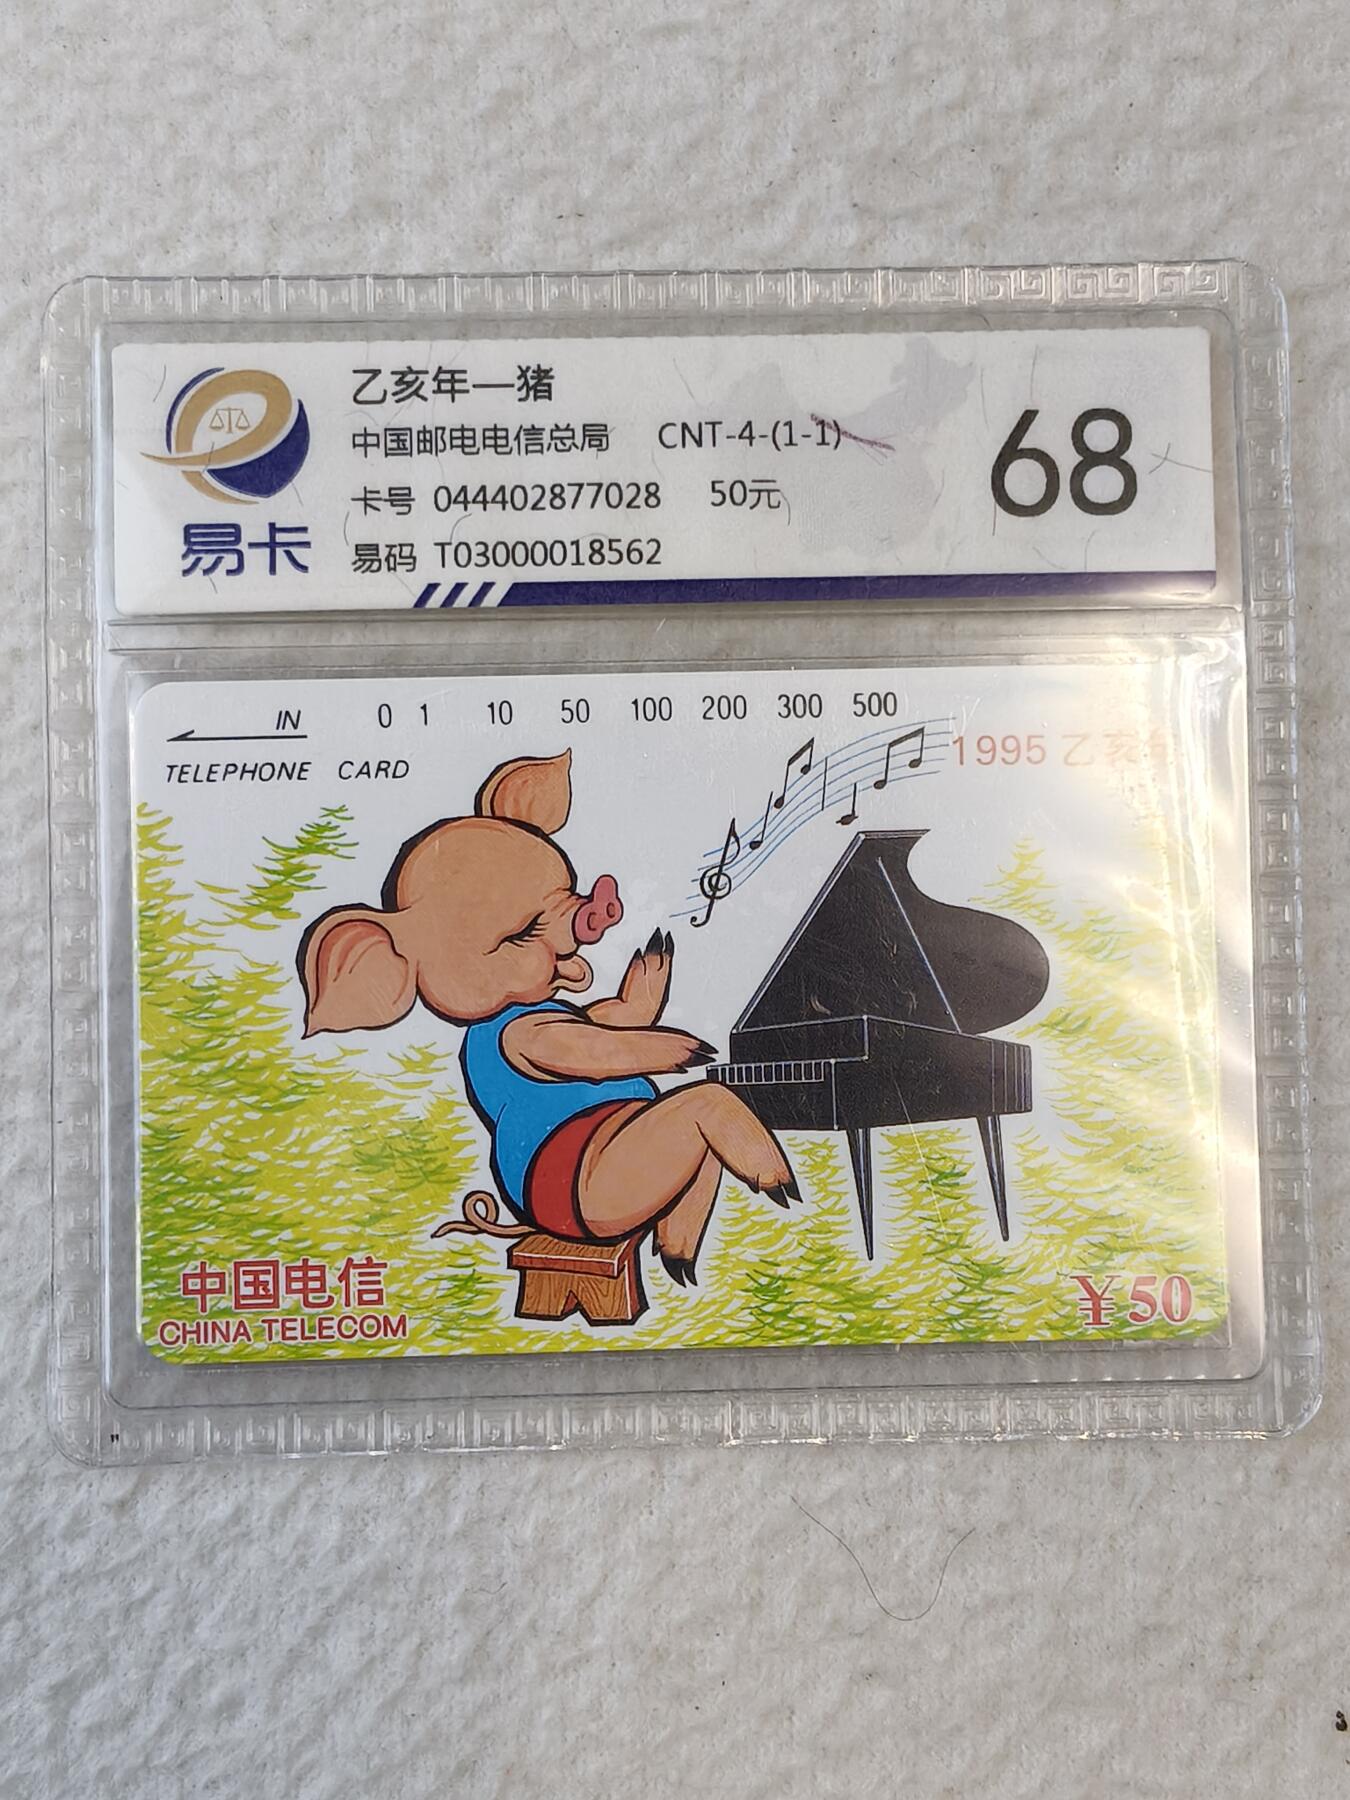 乙亥年—猪
中国邮电电信总局 CNT-4-(1-1)
卡号 044402877028 50元
易码 T03000018562
易卡
68
IN 0 1 10 50 100 200 300 500
TELEPHONE CARD
1995 乙亥年
中国电信
CHINA TELECOM
¥50